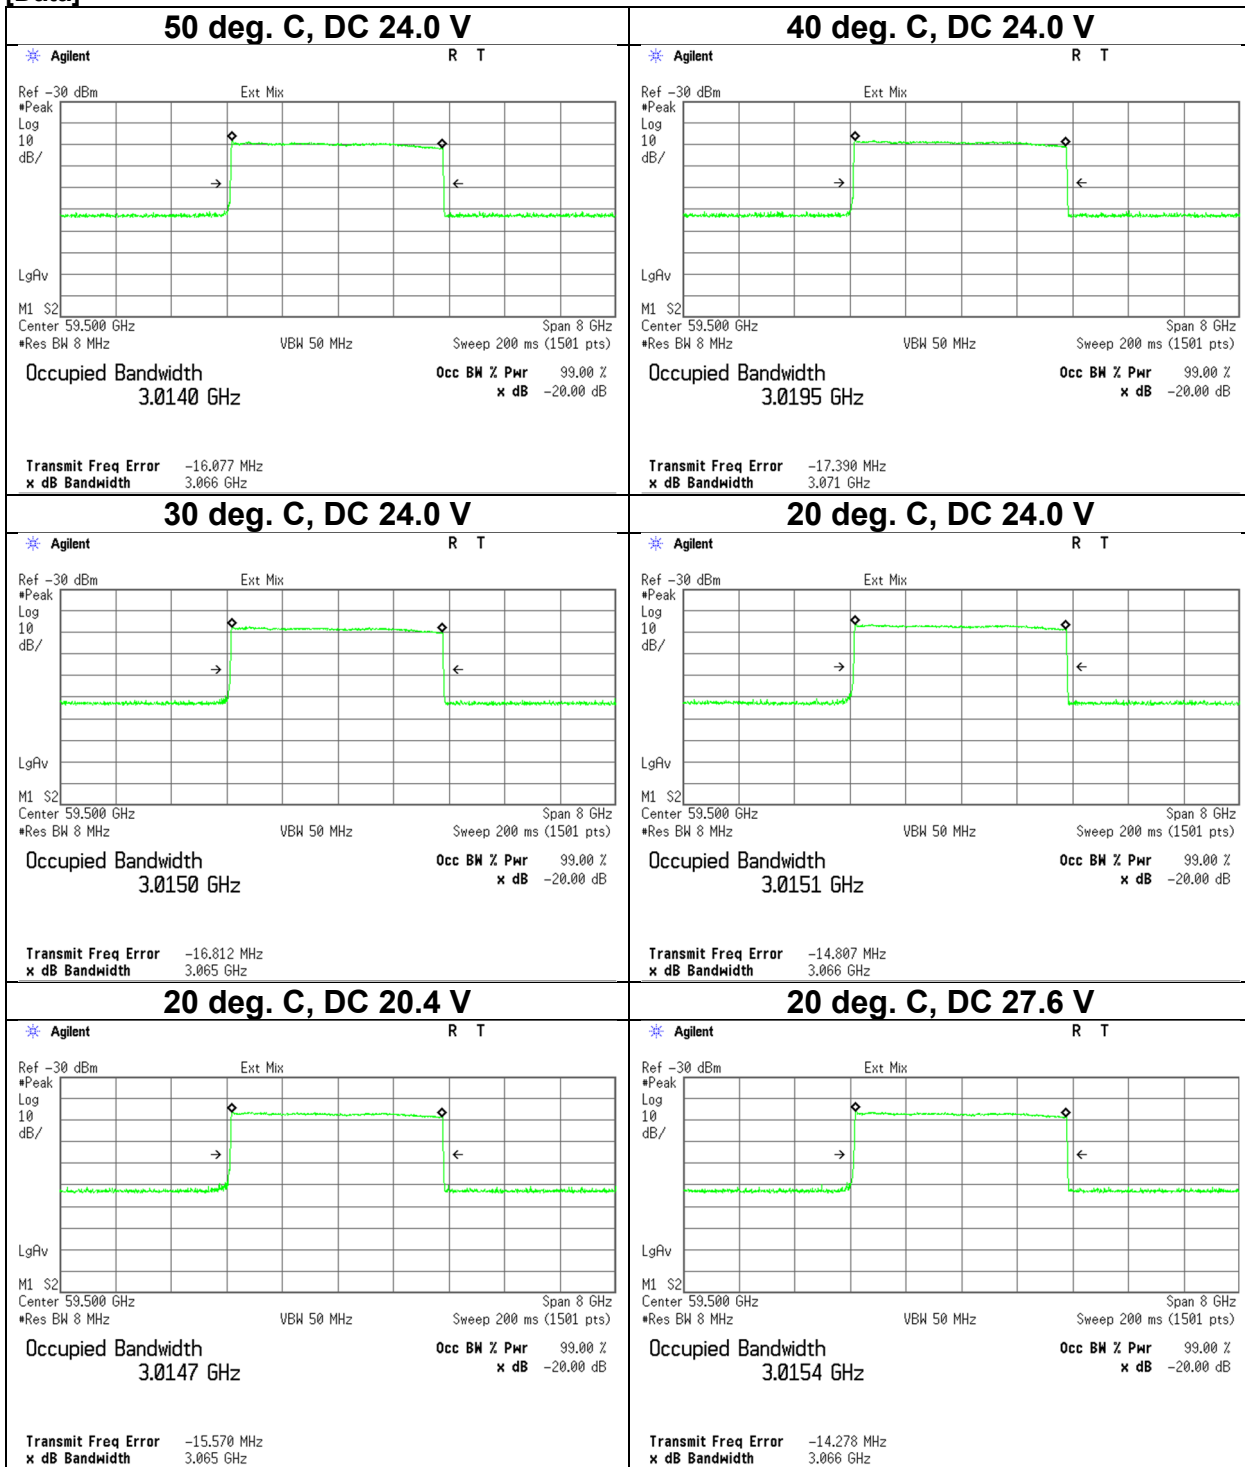 [Data]
50 deg. C, DC 24.0 V
Agilent R T
Ref -30 dBm Ext Mix
#Peak
Log
10
dB/
LgAv
M1 S2
Center 59.500 GHz Span 8 GHz
#Res BW 8 MHz VBW 50 MHz Sweep 200 ms (1501 pts)
Occupied Bandwidth Occ BW % Pwr 99.00 %
3.0140 GHz x dB -20.00 dB
Transmit Freq Error -16.077 MHz
x dB Bandwidth 3.066 GHz
40 deg. C, DC 24.0 V
Agilent R T
Ref -30 dBm Ext Mix
#Peak
Log
10
dB/
LgAv
M1 S2
Center 59.500 GHz Span 8 GHz
#Res BW 8 MHz VBW 50 MHz Sweep 200 ms (1501 pts)
Occupied Bandwidth Occ BW % Pwr 99.00 %
3.0195 GHz x dB -20.00 dB
Transmit Freq Error -17.390 MHz
x dB Bandwidth 3.071 GHz
30 deg. C, DC 24.0 V
Agilent R T
Ref -30 dBm Ext Mix
#Peak
Log
10
dB/
LgAv
M1 S2
Center 59.500 GHz Span 8 GHz
#Res BW 8 MHz VBW 50 MHz Sweep 200 ms (1501 pts)
Occupied Bandwidth Occ BW % Pwr 99.00 %
3.0150 GHz x dB -20.00 dB
Transmit Freq Error -16.812 MHz
x dB Bandwidth 3.065 GHz
20 deg. C, DC 24.0 V
Agilent R T
Ref -30 dBm Ext Mix
#Peak
Log
10
dB/
LgAv
M1 S2
Center 59.500 GHz Span 8 GHz
#Res BW 8 MHz VBW 50 MHz Sweep 200 ms (1501 pts)
Occupied Bandwidth Occ BW % Pwr 99.00 %
3.0151 GHz x dB -20.00 dB
Transmit Freq Error -14.807 MHz
x dB Bandwidth 3.066 GHz
20 deg. C, DC 20.4 V
Agilent R T
Ref -30 dBm Ext Mix
#Peak
Log
10
dB/
LgAv
M1 S2
Center 59.500 GHz Span 8 GHz
#Res BW 8 MHz VBW 50 MHz Sweep 200 ms (1501 pts)
Occupied Bandwidth Occ BW % Pwr 99.00 %
3.0147 GHz x dB -20.00 dB
Transmit Freq Error -15.570 MHz
x dB Bandwidth 3.065 GHz
20 deg. C, DC 27.6 V
Agilent R T
Ref -30 dBm Ext Mix
#Peak
Log
10
dB/
LgAv
M1 S2
Center 59.500 GHz Span 8 GHz
#Res BW 8 MHz VBW 50 MHz Sweep 200 ms (1501 pts)
Occupied Bandwidth Occ BW % Pwr 99.00 %
3.0154 GHz x dB -20.00 dB
Transmit Freq Error -14.278 MHz
x dB Bandwidth 3.066 GHz